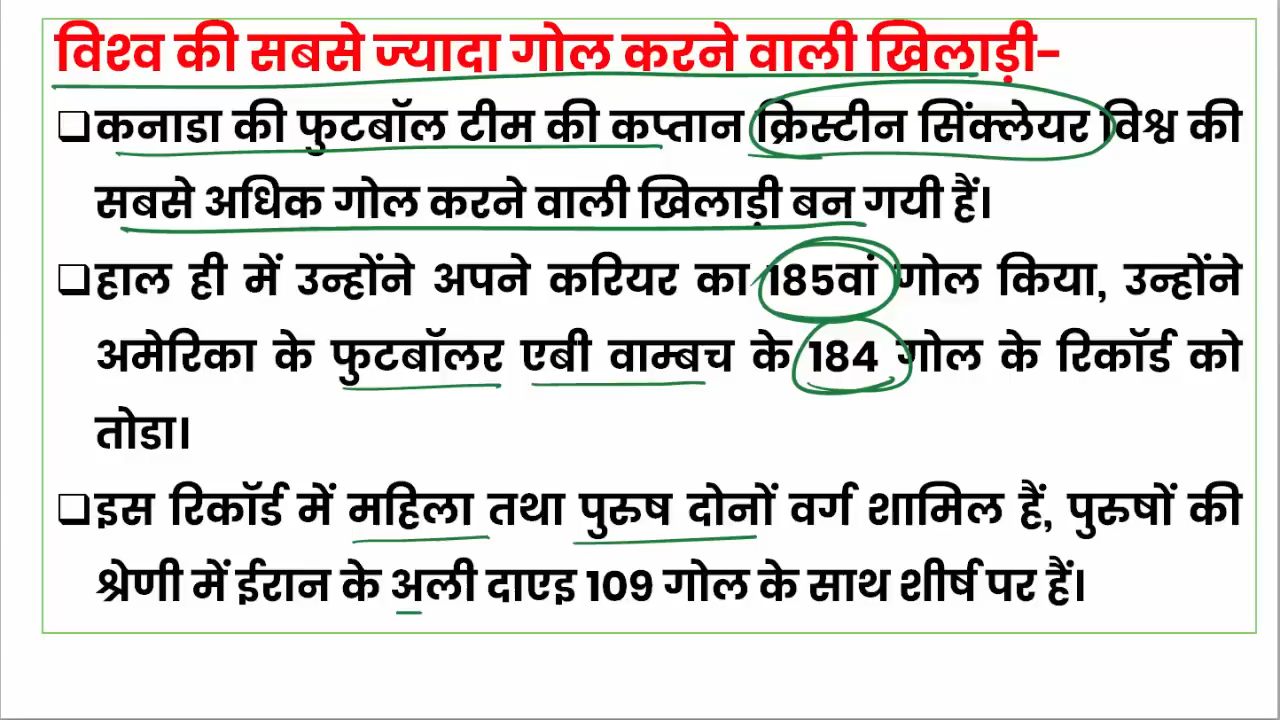 विश्व की सबसे ज्यादा गोल करने वाली खिलाड़ी-
❑कनाडा की फुटबॉल टीम की कप्तान क्रिस्टीन सिंक्लेयर विश्व की
सबसे अधिक गोल करने वाली खिलाड़ी बन गयी हैं।
❑हाल ही में उन्होंने अपने करियर का 185वां गोल किया, उन्होंने
अमेरिका के फुटबॉलर एबी वाम्बच के 184 गोल के रिकॉर्ड को
तोडा।
❑इस रिकॉर्ड में महिला तथा पुरुष दोनों वर्ग शामिल हैं, पुरुषों की
श्रेणी में ईरान के अली दाएइ 109 गोल के साथ शीर्ष पर हैं।